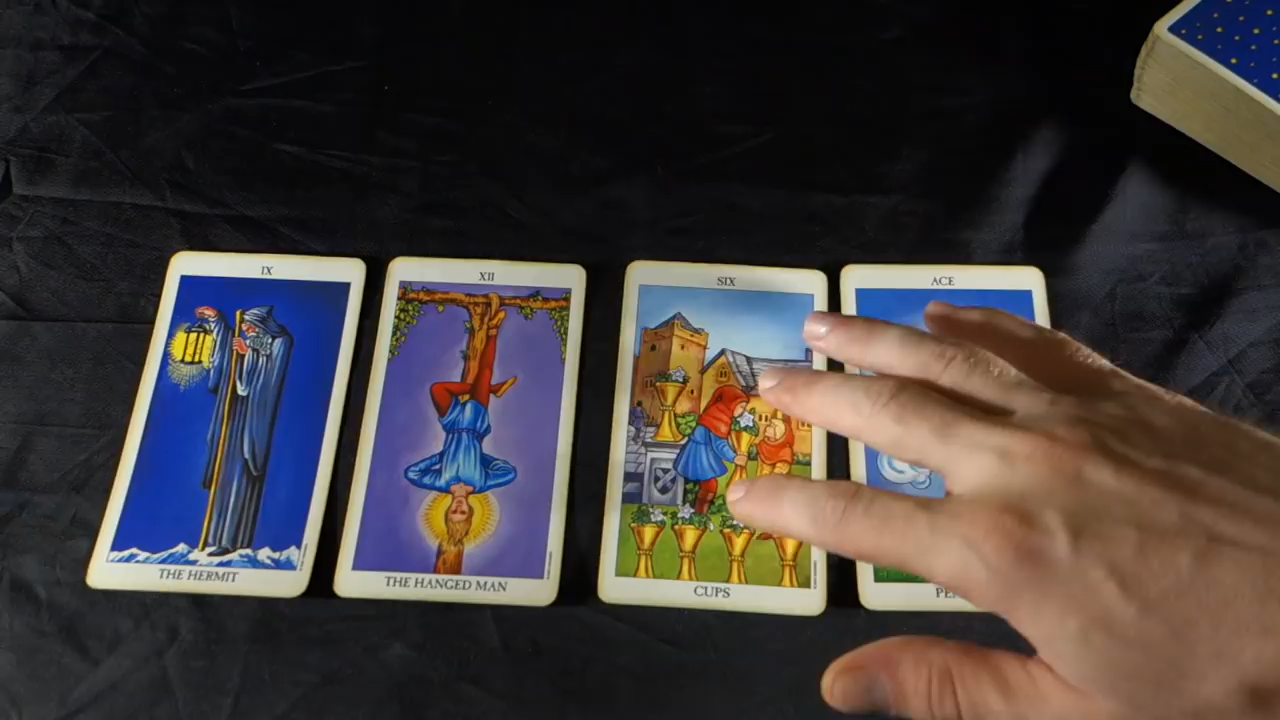 IX
THE HERMIT
XII
THE HANGED MAN
SIX
CUPS
ACE